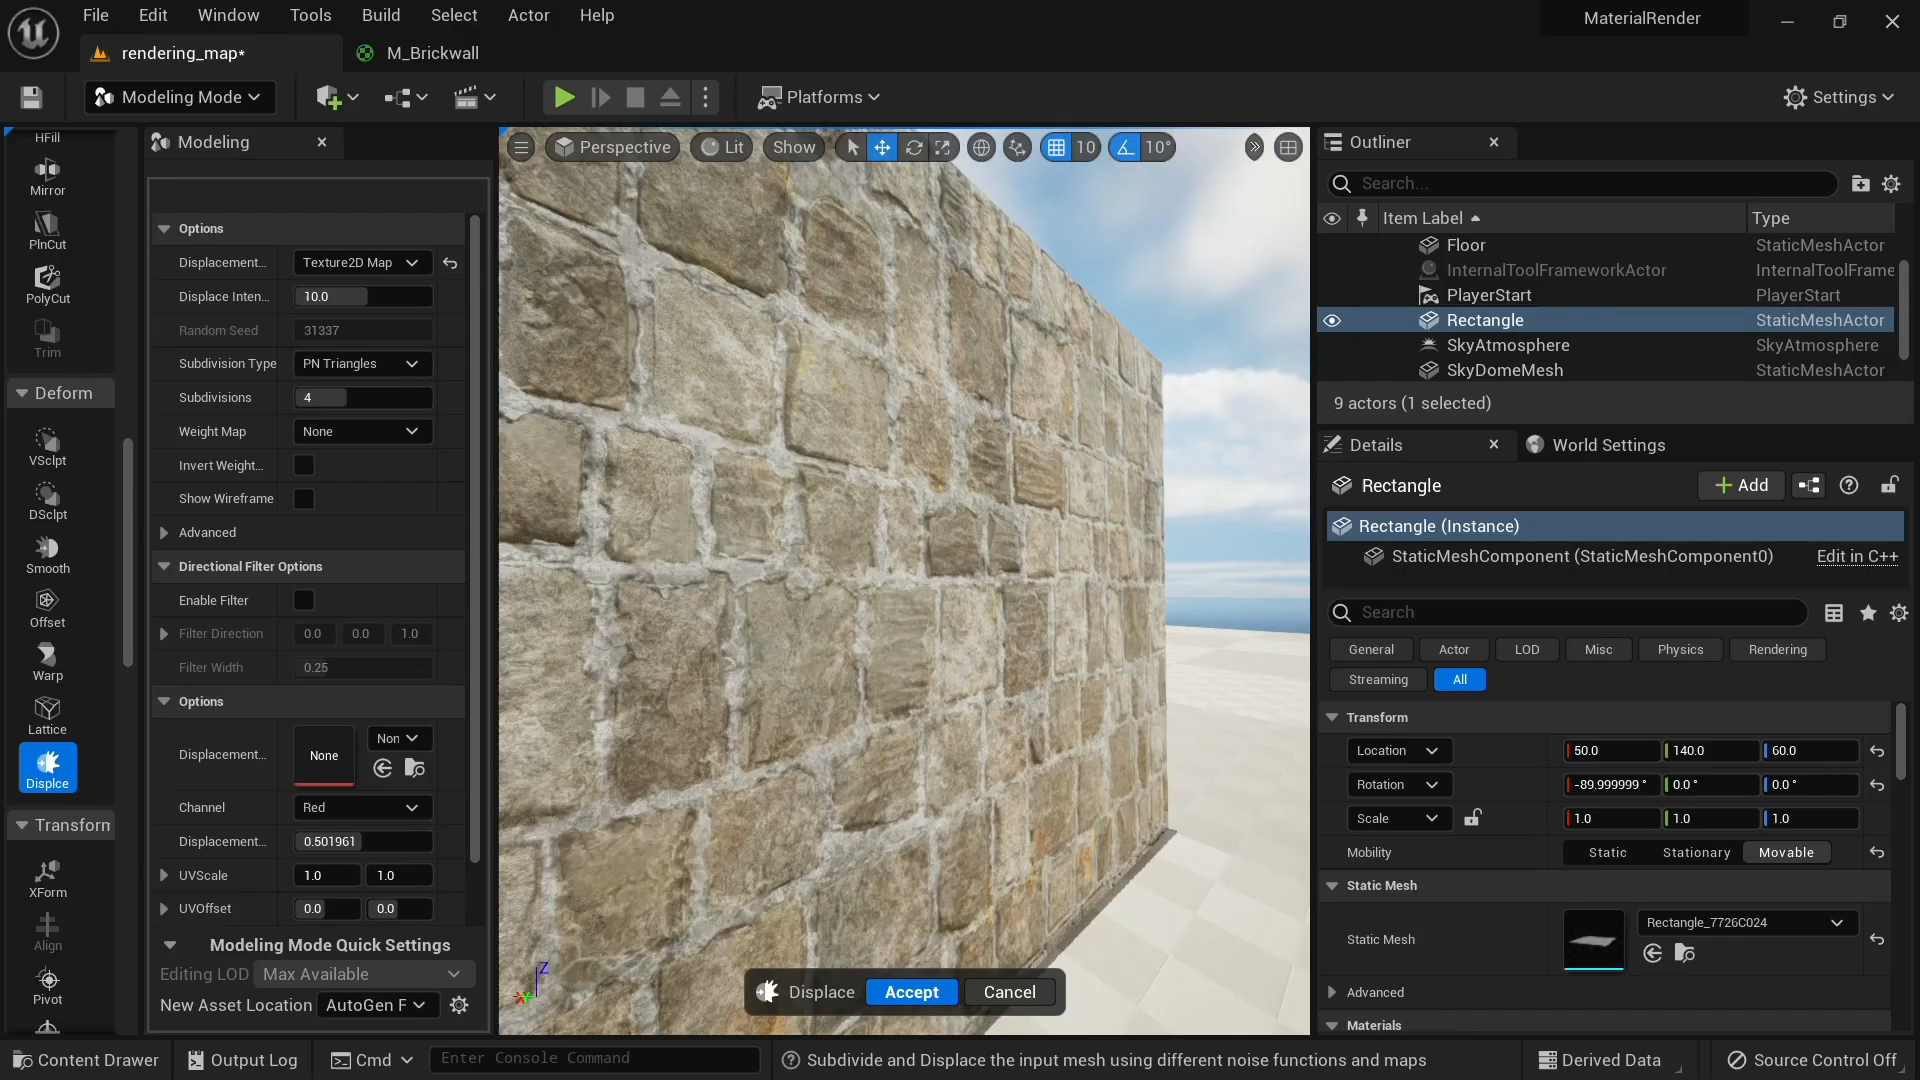 File Edit Window Tools Build Select Actor Help
MaterialRender
rendering_map*
M_Brickwall
Modeling Mode
Platforms
Settings
HFill
Mirror
PlnCut
PolyCut
Trim
Deform
VSclpt
DSclpt
Smooth
Offset
Warp
Lattice
Displce
Transform
XForm
Align
Pivot
Modeling
Options
Displacement... Texture2D Map
Displace Inten... 10.0
Random Seed 31337
Subdivision Type PN Triangles
Subdivisions 4
Weight Map None
Invert Weight...
Show Wireframe
Advanced
Directional Filter Options
Enable Filter
Filter Direction 0.0 0.0 1.0
Filter Width 0.25
Options
Displacement... None Non
Channel Red
Displacement... 0.501961
UVScale 1.0 1.0
UVOffset 0.0 0.0
Modeling Mode Quick Settings
Editing LOD Max Available
New Asset Location AutoGen F
Perspective Lit Show 10 10°
Z
Displace Accept Cancel
Outliner
Search...
Item Label Type
Floor StaticMeshActor
InternalToolFrameworkActor InternalToolFrame
PlayerStart PlayerStart
Rectangle StaticMeshActor
SkyAtmosphere SkyAtmosphere
SkyDomeMesh StaticMeshActor
9 actors (1 selected)
Details World Settings
Rectangle Add
Rectangle (Instance)
StaticMeshComponent (StaticMeshComponent0) Edit in C++
Search
General Actor LOD Misc Physics Rendering
Streaming All
Transform
Location 50.0 140.0 60.0
Rotation -89.999999 ° 0.0 ° 0.0 °
Scale 1.0 1.0 1.0
Mobility Static Stationary Movable
Static Mesh
Static Mesh Rectangle_7726C024
Advanced
Materials
Content Drawer Output Log Cmd Enter Console Command Subdivide and Displace the input mesh using different noise functions and maps Derived Data Source Control Off